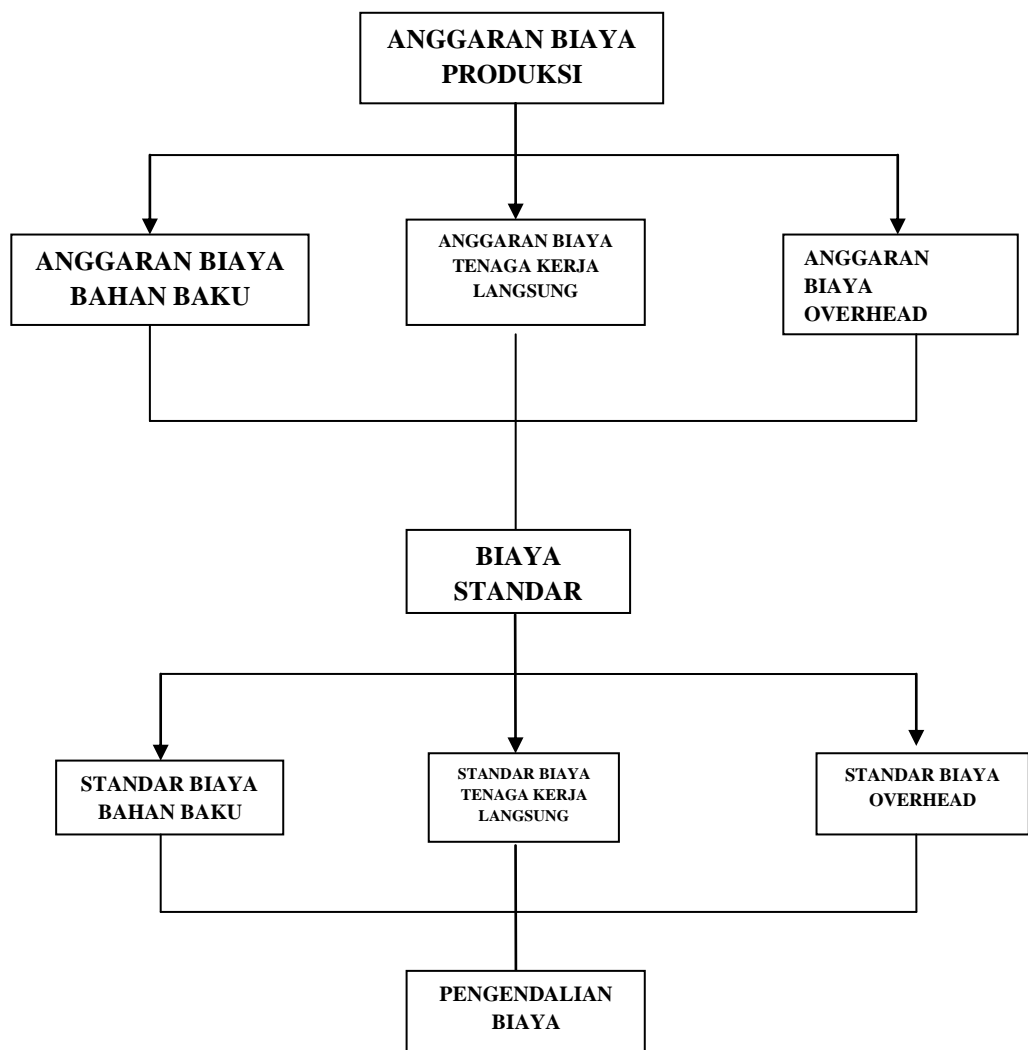 ANGGARAN BIAYA
PRODUKSI
ANGGARAN BIAYA
BAHAN BAKU
ANGGARAN BIAYA
TENAGA KERJA
LANGSUNG
ANGGARAN
BIAYA
OVERHEAD
BIAYA
STANDAR
STANDAR BIAYA
BAHAN BAKU
STANDAR BIAYA
TENAGA KERJA
LANGSUNG
STANDAR BIAYA
OVERHEAD
PENGENDALIAN
BIAYA